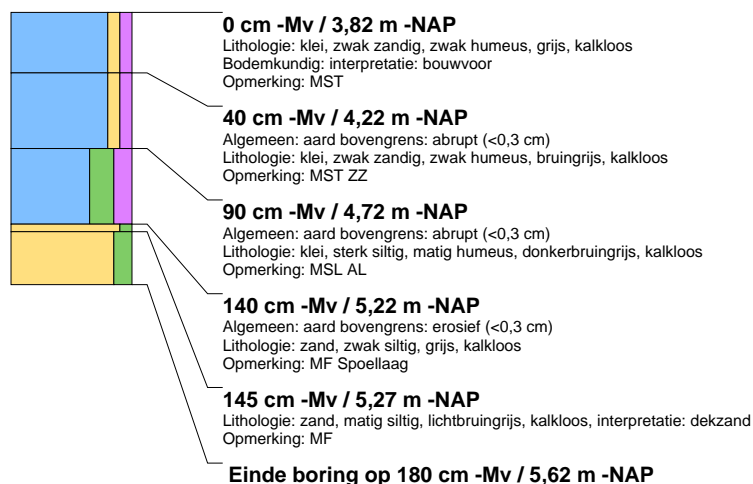 0 cm -Mv / 3,82 m -NAP
Lithologie: klei, zwak zandig, zwak humeus, grijs, kalkloos
Bodemkundig: interpretatie: bouwvoor
Opmerking: MST
40 cm -Mv / 4,22 m -NAP
Algemeen: aard bovengrens: abrupt (<0,3 cm)
Lithologie: klei, zwak zandig, zwak humeus, bruingrijs, kalkloos
Opmerking: MST ZZ
90 cm -Mv / 4,72 m -NAP
Algemeen: aard bovengrens: abrupt (<0,3 cm)
Lithologie: klei, sterk siltig, matig humeus, donkerbruingrijs, kalkloos
Opmerking: MSL AL
140 cm -Mv / 5,22 m -NAP
Algemeen: aard bovengrens: erosief (<0,3 cm)
Lithologie: zand, zwak siltig, grijs, kalkloos
Opmerking: MF Spoellaag
145 cm -Mv / 5,27 m -NAP
Lithologie: zand, matig siltig, lichtbruingrijs, kalkloos, interpretatie: dekzand
Opmerking: MF
Einde boring op 180 cm -Mv / 5,62 m -NAP